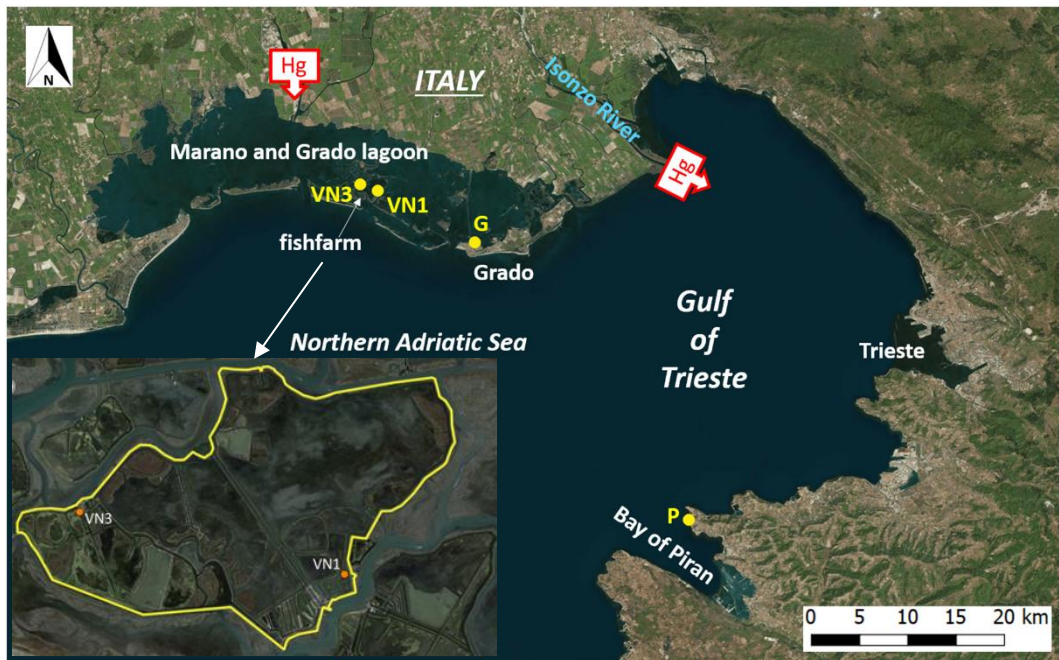 N
Hg
ITALY
Isonzo River
Marano and Grado lagoon
Hg
VN3
VN1
G
fishfarm
Grado
Gulf
of
Trieste
Northern Adriatic Sea
Trieste
VN3
VN1
P
Bay of Piran
0 5 10 15 20 km